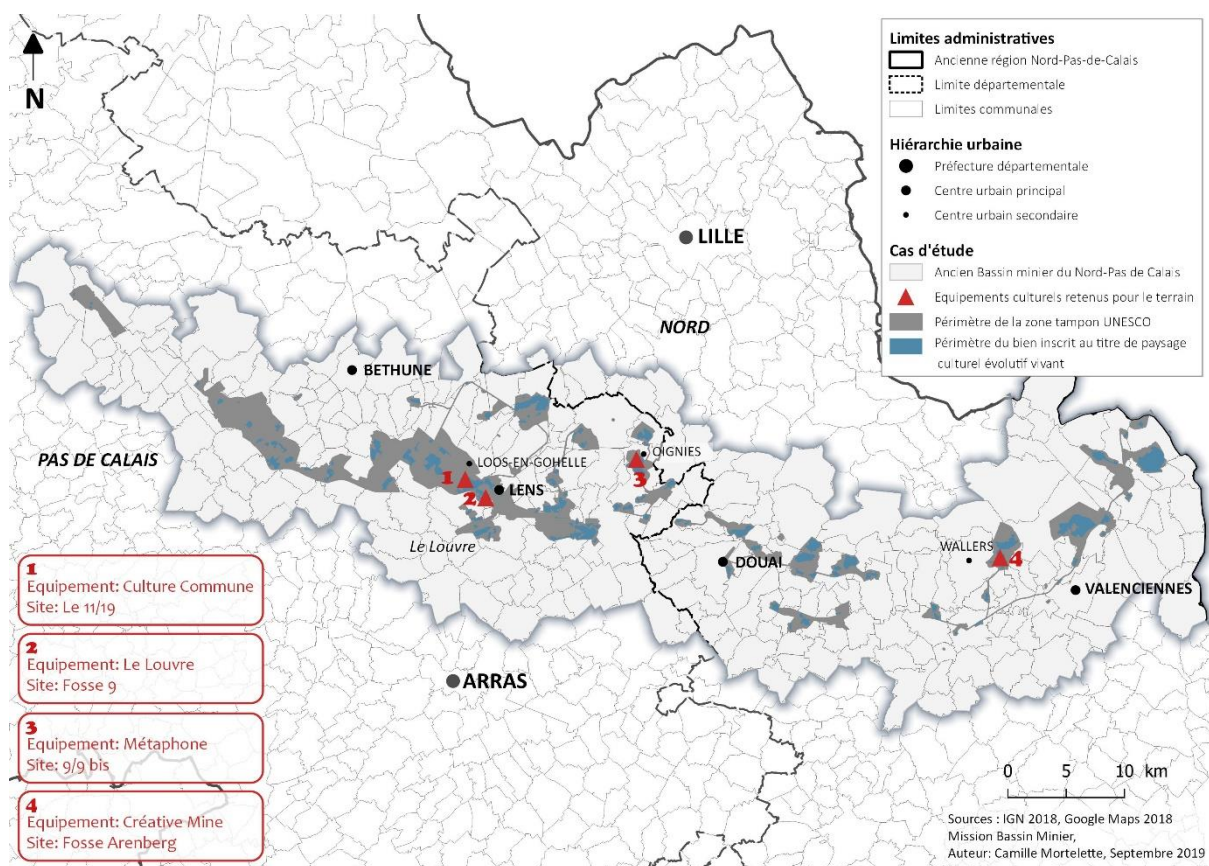 N
Limites administratives
Ancienne région Nord-Pas-de-Calais
Limite départementale
Limites communales
Hiérarchie urbaine
Préfecture départementale
Centre urbain principal
Centre urbain secondaire
Cas d'étude
Ancien Bassin minier du Nord-Pas de Calais
Equipements culturels retenus pour le terrain
Périmètre de la zone tampon UNESCO
Périmètre du bien inscrit au titre de paysage
culturel évolutif vivant
LILLE
NORD
BETHUNE
PAS DE CALAIS
LOOS-EN-GOHELLE
OIGNIES
1
2
LENS
3
Le Louvre
DOUAI
WALLERS
4
VALENCIENNES
ARRAS
1
Equipement: Culture Commune
Site: Le 11/19
2
Equipement: Le Louvre
Site: Fosse 9
3
Equipement: Métaphone
Site: 9/9 bis
4
Equipement: Créative Mine
Site: Fosse Arenberg
0 5 10 km
Sources : IGN 2018, Google Maps 2018
Mission Bassin Minier,
Auteur: Camille Mortelette, Septembre 2019